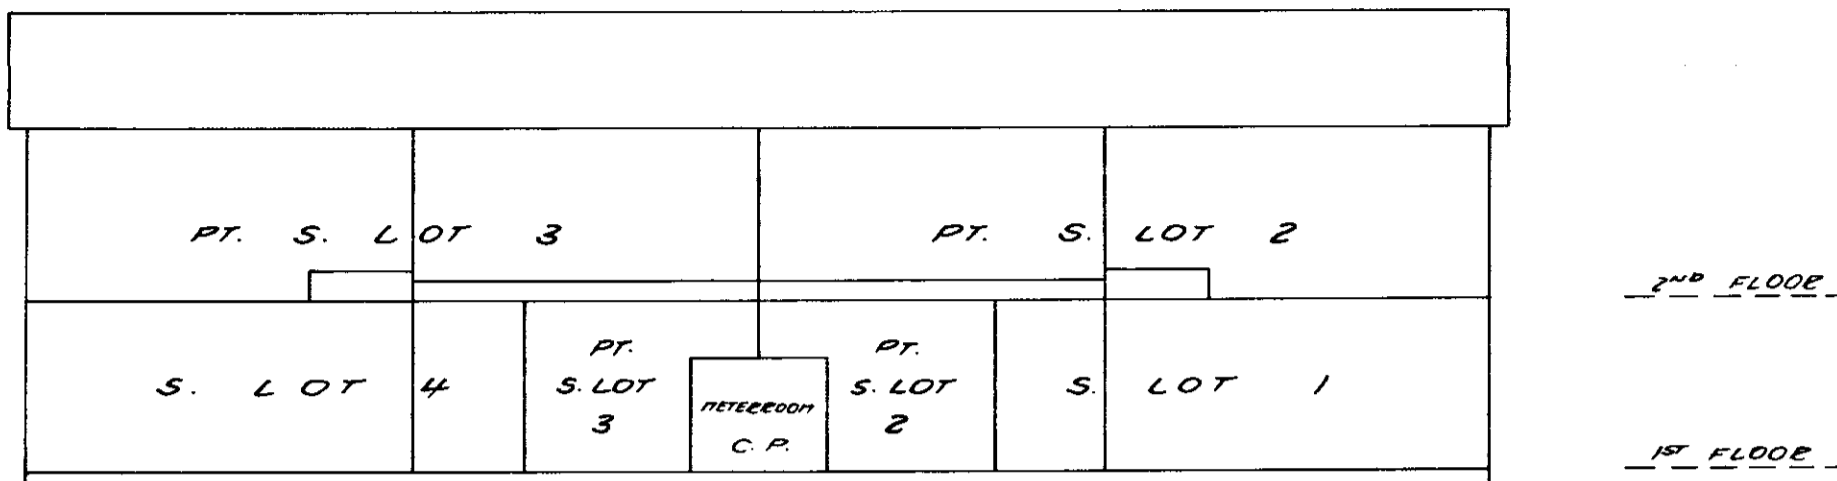 PT. S. LOT 3
PT. S. LOT 2
2ND FLOOR
S. LOT 4
PT.
S. LOT
3
METERROOM
C. P.
PT.
S. LOT
2
S. LOT 1
1ST FLOOR